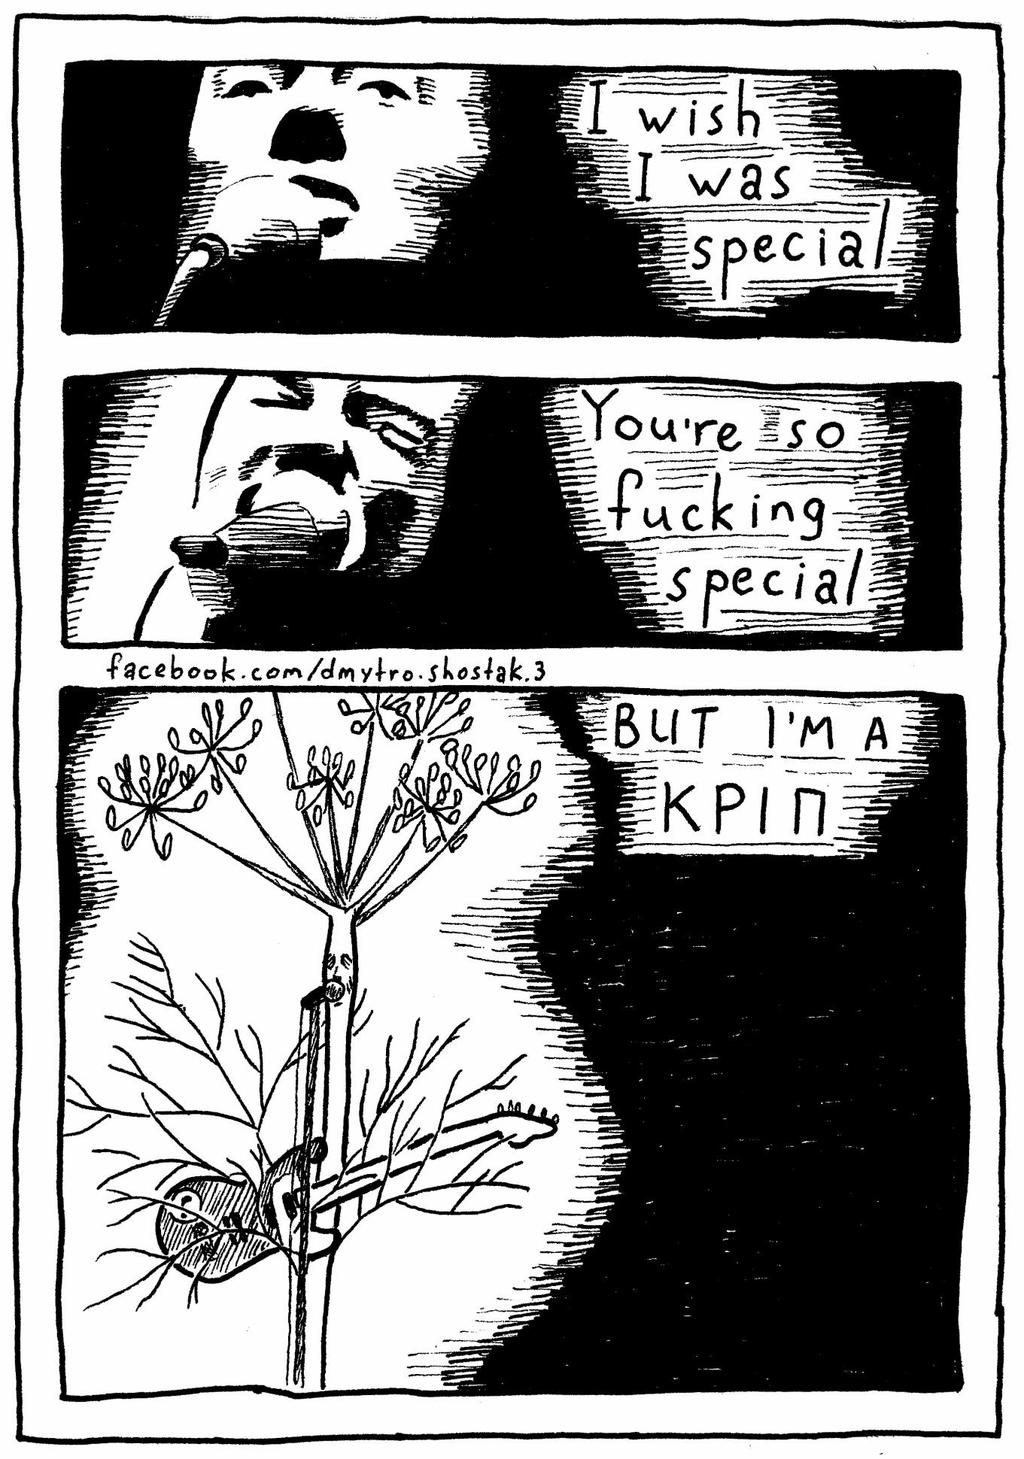 I wish
I was
special
You're so
fucking
special
facebook.com/dmytro.shostak.3
BUT I'M A
КРІП